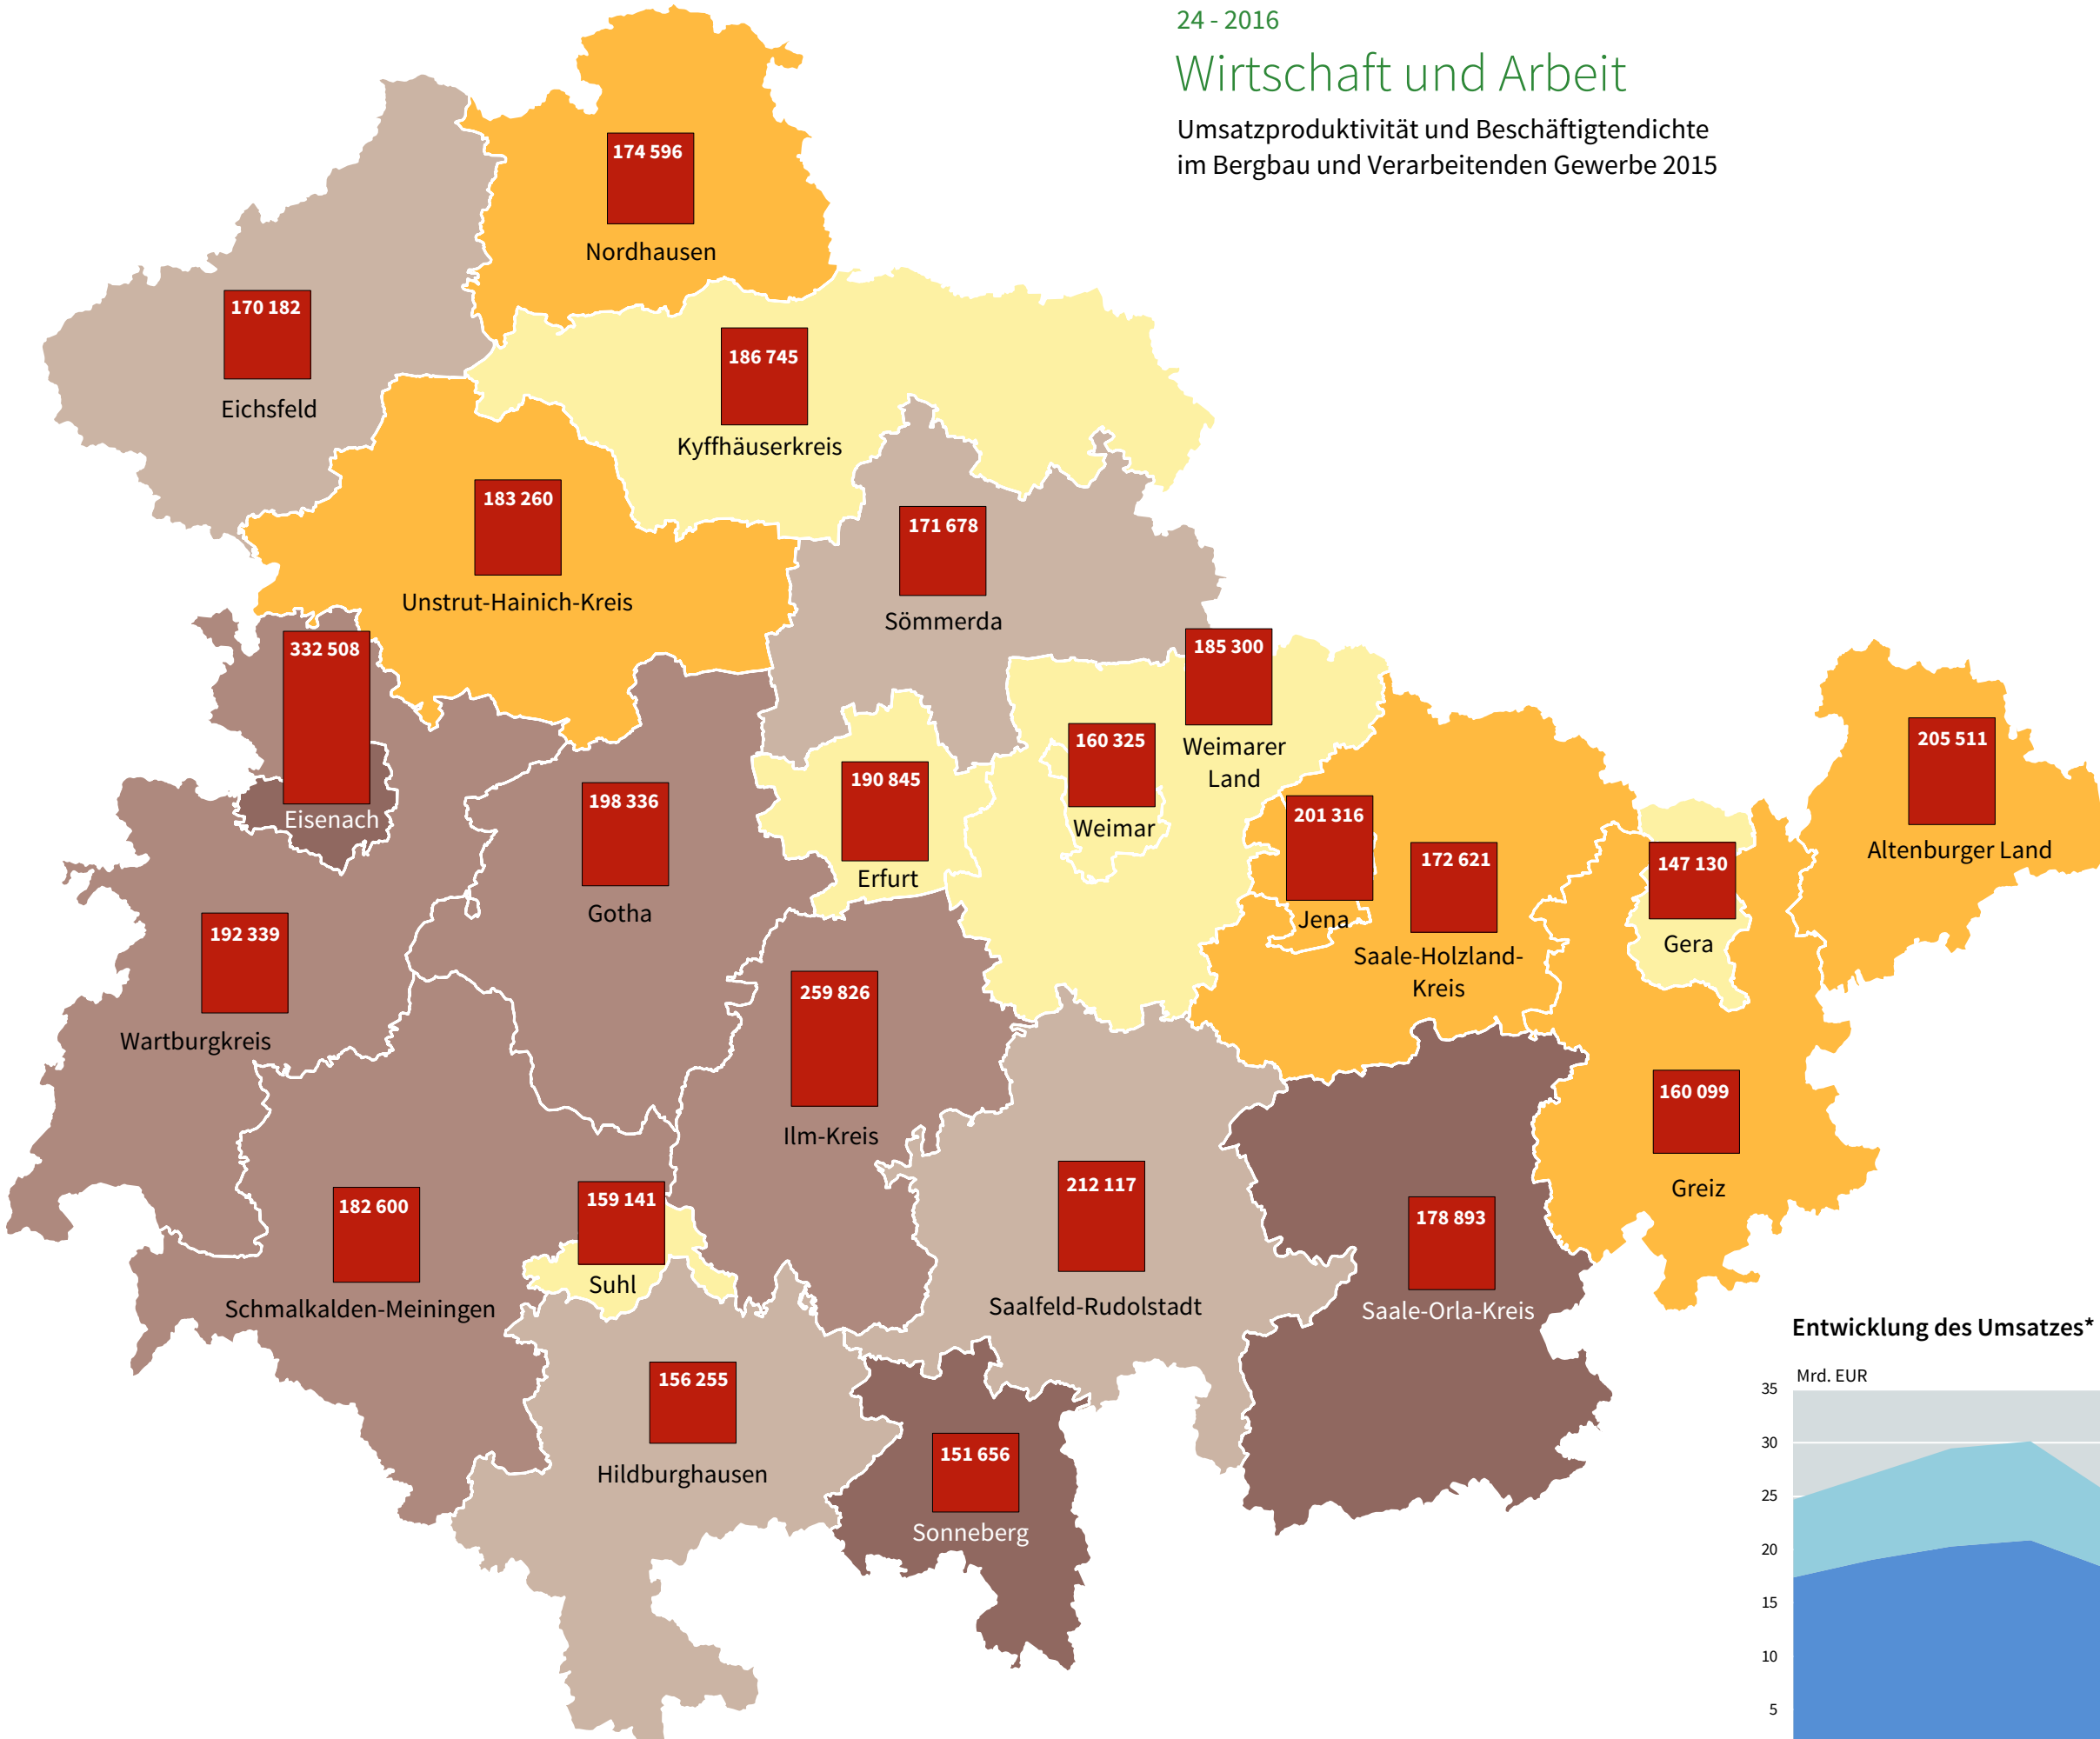 24 - 2016
Wirtschaft und Arbeit
Umsatzproduktivität und Beschäftigtendichte
im Bergbau und Verarbeitenden Gewerbe 2015
174 596
Nordhausen
170 182
Eichsfeld
186 745
Kyffhäuserkreis
183 260
Unstrut-Hainich-Kreis
171 678
Sömmerda
332 508
Eisenach
185 300
Weimarer
Land
160 325
Weimar
190 845
Erfurt
198 336
Gotha
201 316
Jena
172 621
Saale-Holzland-
Kreis
147 130
Gera
205 511
Altenburger Land
192 339
Wartburgkreis
259 826
Ilm-Kreis
160 099
Greiz
212 117
Saalfeld-Rudolstadt
178 893
Saale-Orla-Kreis
182 600
Schmalkalden-Meiningen
159 141
Suhl
156 255
Hildburghausen
151 656
Sonneberg
Entwicklung des Umsatzes*
Mrd. EUR
35
30
25
20
15
10
5